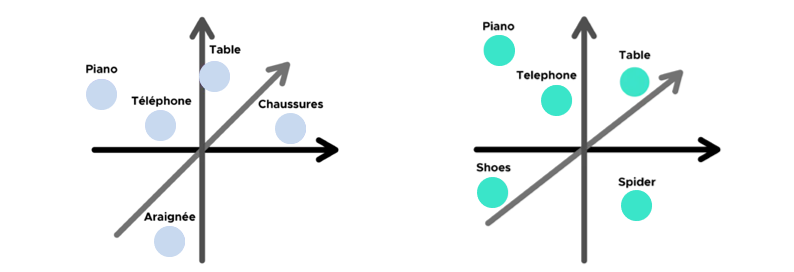 Table
Piano
Téléphone
Chaussures
Araignée
Piano
Table
Telephone
Shoes
Spider